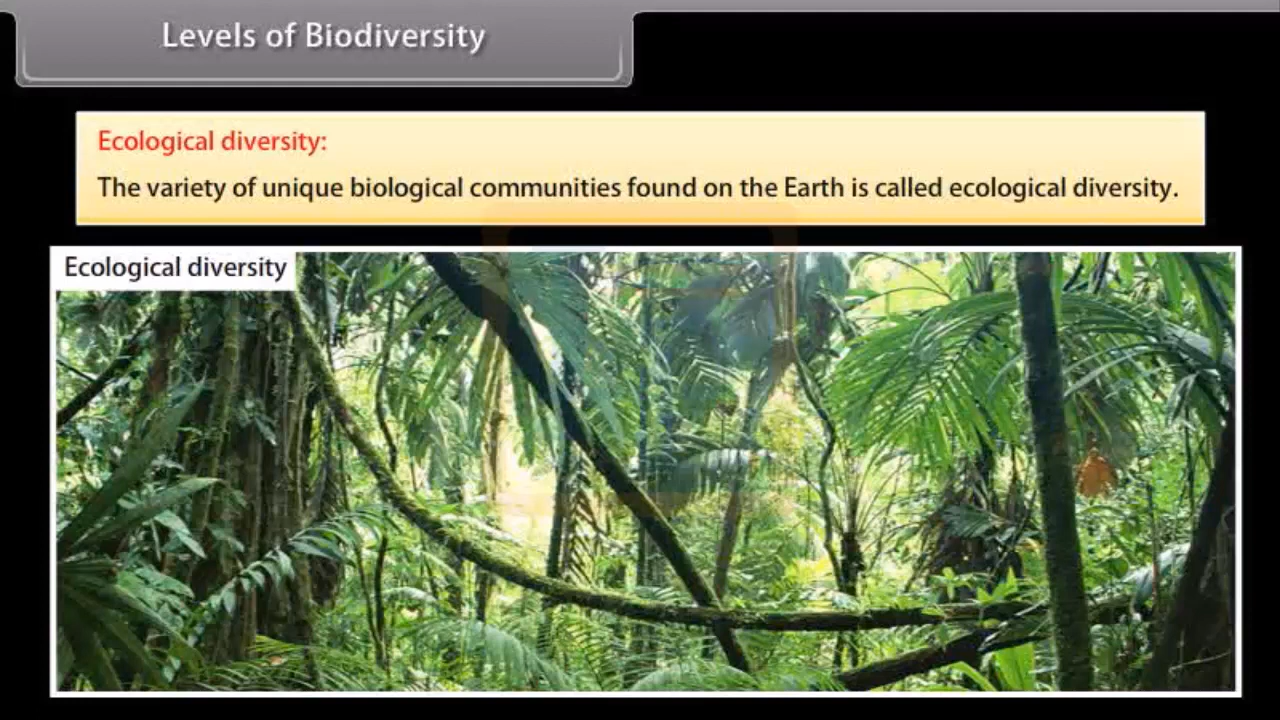 Levels of Biodiversity
Ecological diversity:
The variety of unique biological communities found on the Earth is called ecological diversity.
Ecological diversity